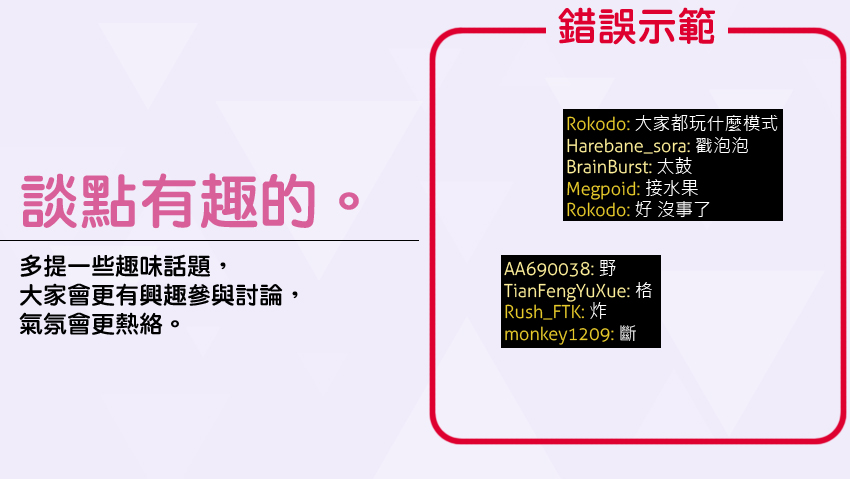 錯誤示範
談點有趣的。
多提一些趣味話題，
大家會更有興趣參與討論，
氣氛會更熱絡。
Rokodo: 大家都玩什麼模式
Harebane_sora: 戳泡泡
BrainBurst: 太鼓
Megpoid: 接水果
Rokodo: 好 沒事了
AA690038: 野
TianFengYuXue: 格
Rush_FTK: 炸
monkey1209: 斷